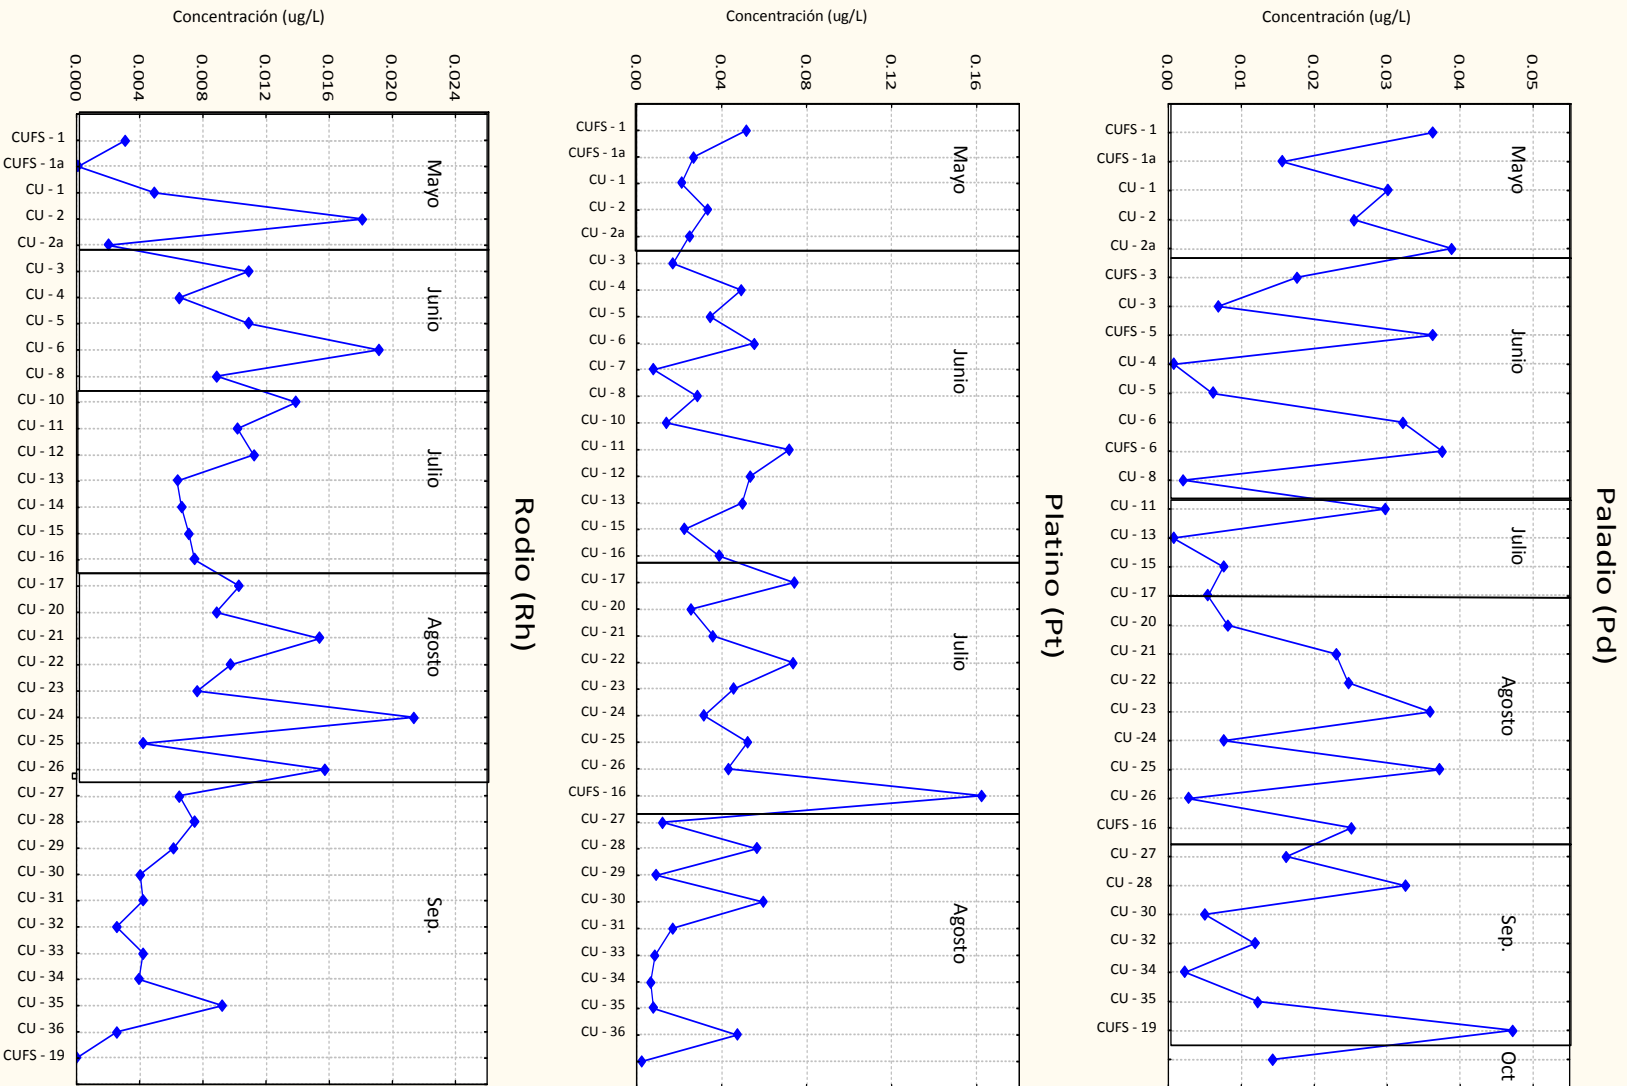 Concentración (ug/L)
0.000
0.004
0.008
0.012
0.016
0.020
0.024
CUFS - 1
CUFS - 1a
CU - 1
CU - 2
CU - 2a
CU - 3
CU - 4
CU - 5
CU - 6
CU - 8
CU - 10
CU - 11
CU - 12
CU - 13
CU - 14
CU - 15
CU - 16
CU - 17
CU - 20
CU - 21
CU - 22
CU - 23
CU - 24
CU - 25
CU - 26
CU - 27
CU - 28
CU - 29
CU - 30
CU - 31
CU - 32
CU - 33
CU - 34
CU - 35
CU - 36
CUFS - 19
Mayo
Junio
Julio
Agosto
Sep.
Rodio (Rh)
Concentración (ug/L)
0.00
0.04
0.08
0.12
0.16
CUFS - 1
CUFS - 1a
CU - 1
CU - 2
CU - 2a
CU - 3
CU - 4
CU - 5
CU - 6
CU - 7
CU - 8
CU - 10
CU - 11
CU - 12
CU - 13
CU - 15
CU - 16
CU - 17
CU - 20
CU - 21
CU - 22
CU - 23
CU - 24
CU - 25
CU - 26
CUFS - 16
CU - 27
CU - 28
CU - 29
CU - 30
CU - 31
CU - 33
CU - 34
CU - 35
CU - 36
Mayo
Junio
Julio
Agosto
Platino (Pt)
Concentración (ug/L)
0.00
0.01
0.02
0.03
0.04
0.05
CUFS - 1
CUFS - 1a
CU - 1
CU - 2
CU - 2a
CUFS - 3
CU - 3
CUFS - 5
CU - 4
CU - 5
CU - 6
CUFS - 6
CU - 8
CU - 11
CU - 13
CU - 15
CU - 17
CU - 20
CU - 21
CU - 22
CU - 23
CU - 24
CU - 25
CU - 26
CUFS - 16
CU - 27
CU - 28
CU - 30
CU - 32
CU - 34
CU - 35
CUFS - 19
Mayo
Junio
Julio
Agosto
Sep.
Oct
Paladio (Pd)